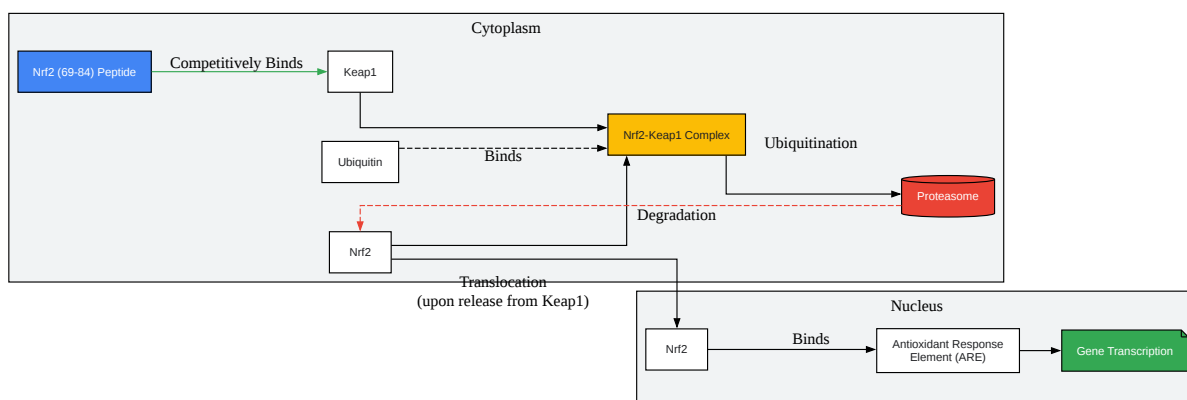 Cytoplasm
Nrf2 (69-84) Peptide
Competitively Binds
Keap1
Nrf2-Keap1 Complex
Ubiquitination
Ubiquitin
Binds
Proteasome
Degradation
Nrf2
Translocation
(upon release from Keap1)
Nucleus
Nrf2
Binds
Antioxidant Response
Element (ARE)
Gene Transcription